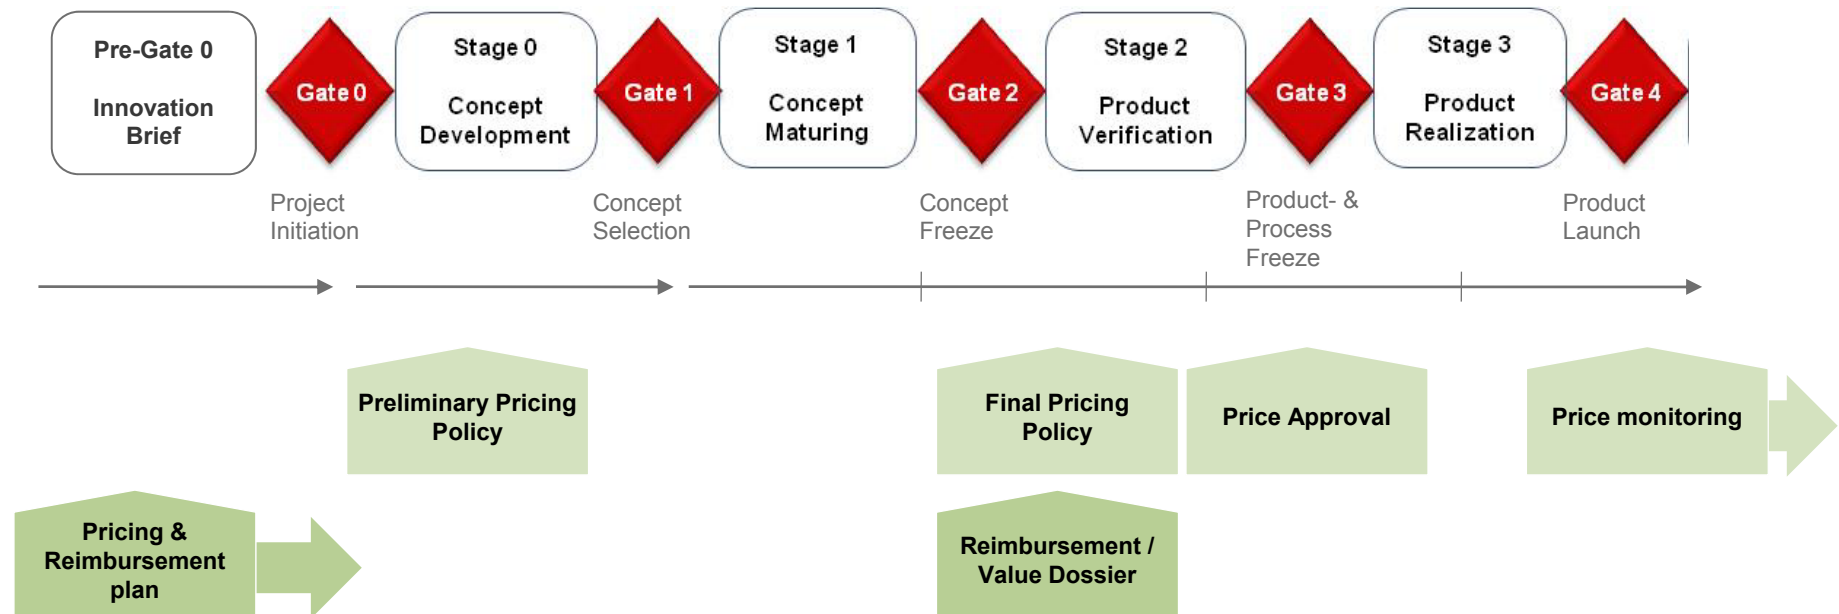 Pre-Gate 0
Innovation
Brief
Gate 0
Stage 0
Concept
Development
Gate 1
Stage 1
Concept
Maturing
Gate 2
Stage 2
Product
Verification
Gate 3
Stage 3
Product
Realization
Gate 4
Project
Initiation
Concept
Selection
Concept
Freeze
Product- &
Process
Freeze
Product
Launch
Preliminary Pricing
Policy
Final Pricing
Policy
Price Approval
Price monitoring
Pricing &
Reimbursement
plan
Reimbursement /
Value Dossier